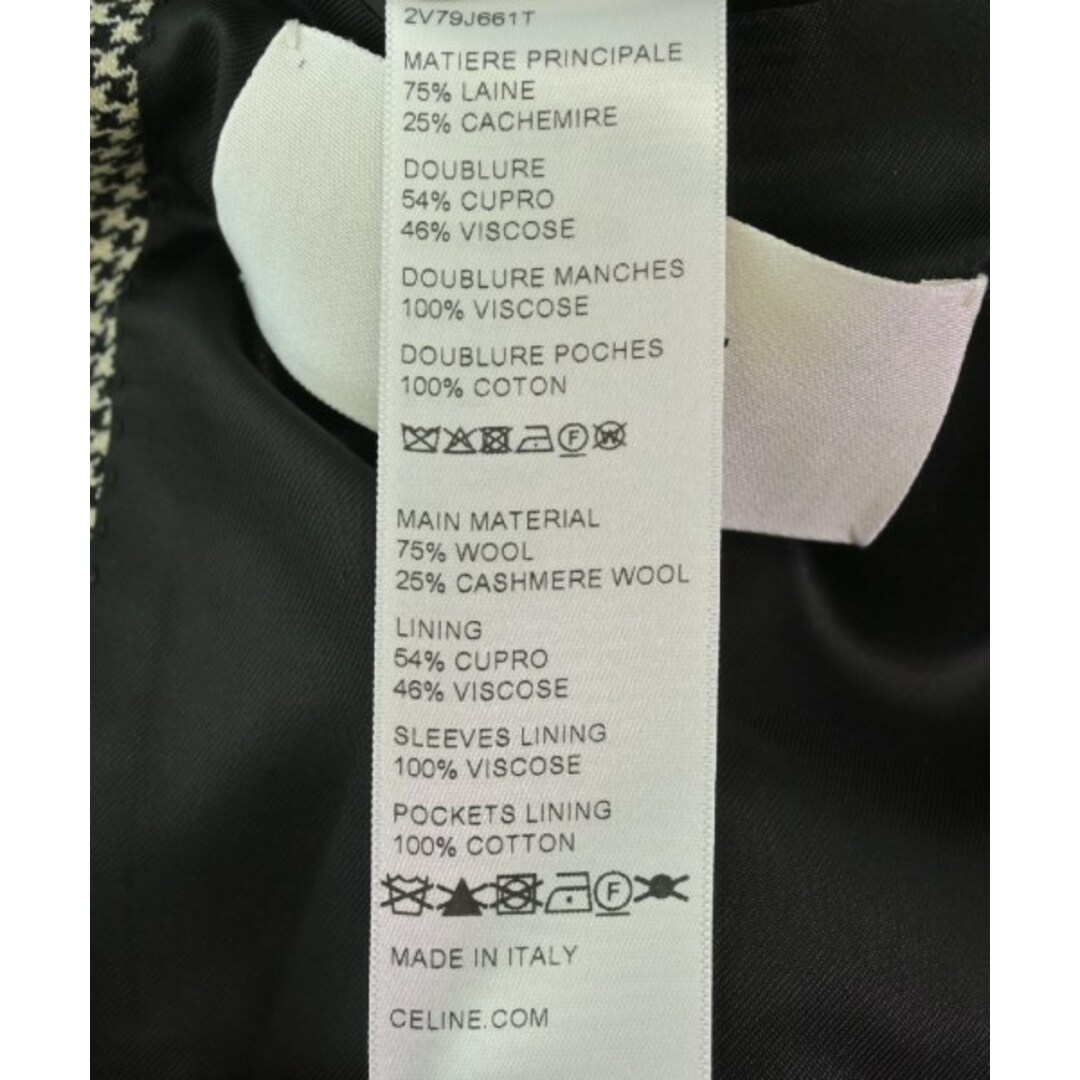 2V79J661T
MATIERE PRINCIPALE
75% LAINE
25% CACHEMIRE
DOUBLURE
54% CUPRO
46% VISCOSE
DOUBLURE MANCHES
100% VISCOSE
DOUBLURE POCHES
100% COTON
F W
MAIN MATERIAL
75% WOOL
25% CASHMERE WOOL
LINING
54% CUPRO
46% VISCOSE
SLEEVES LINING
100% VISCOSE
POCKETS LINING
100% COTTON
F
MADE IN ITALY
CELINE.COM